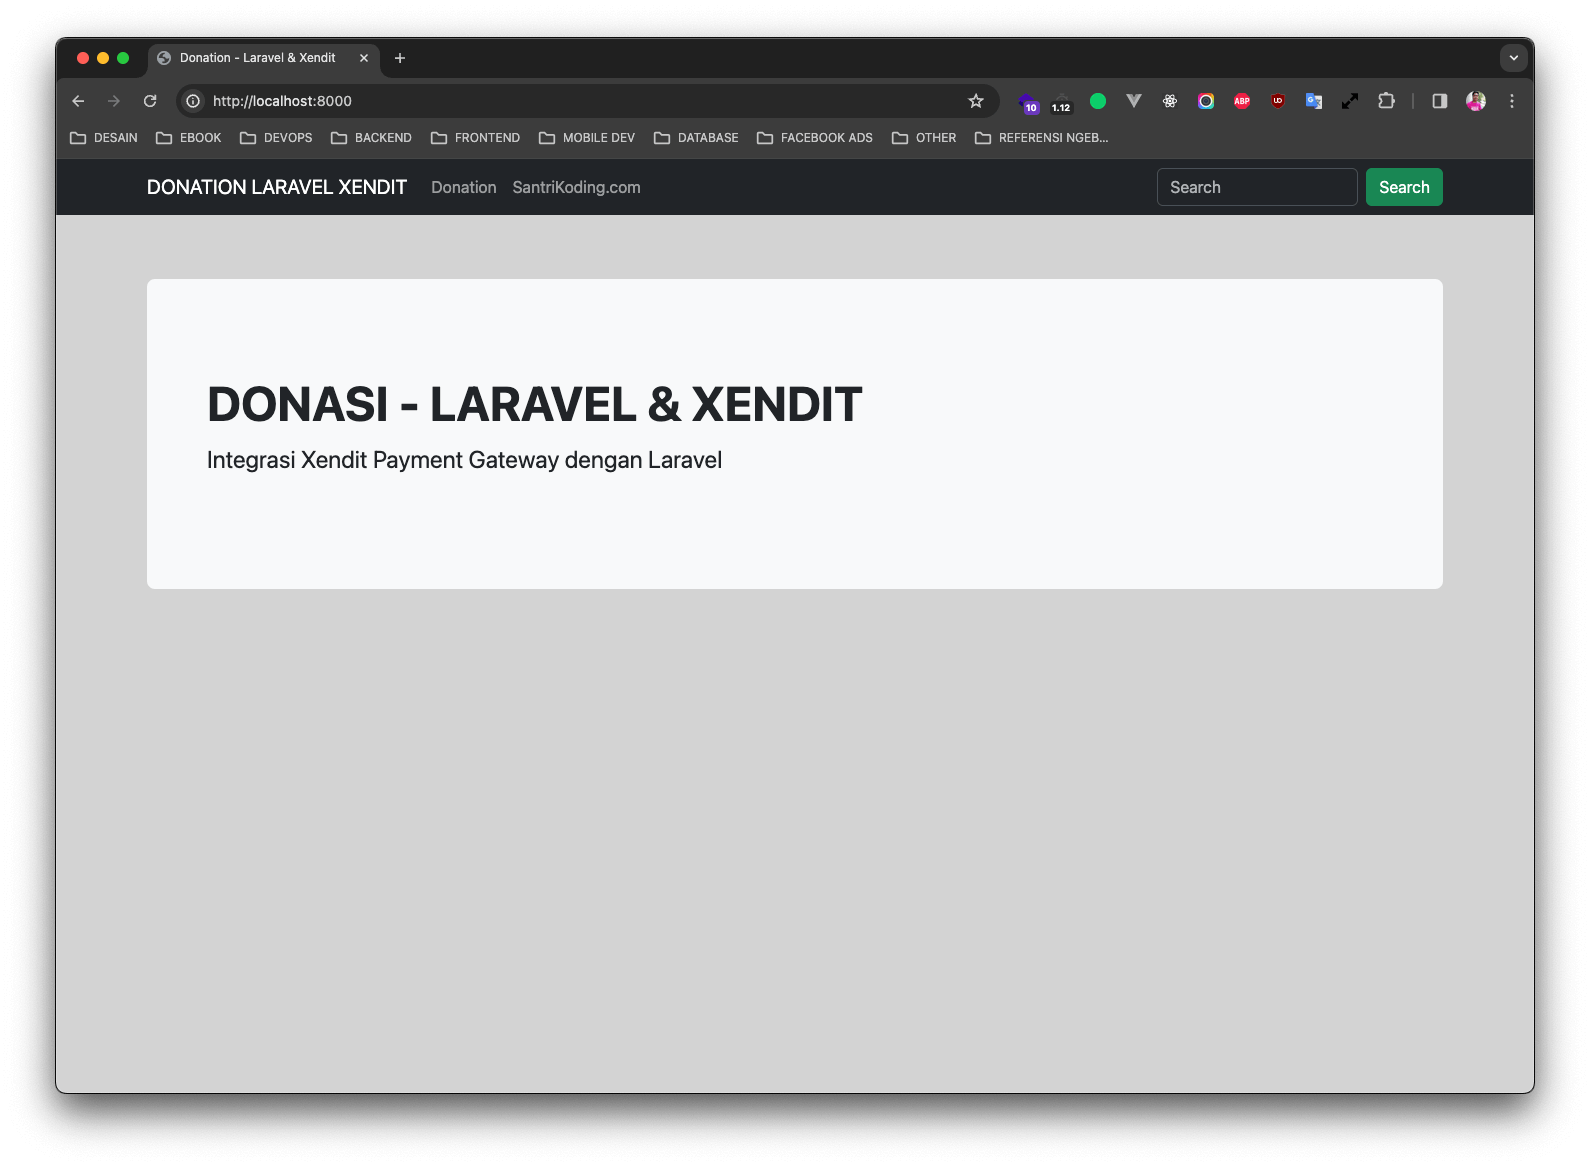 Donation - Laravel & Xendit
http://localhost:8000
10 1.12 ABP UD G
DESAIN EBOOK DEVOPS BACKEND FRONTEND MOBILE DEV DATABASE FACEBOOK ADS OTHER REFERENSI NGEB...
DONATION LARAVEL XENDIT Donation SantriKoding.com Search Search
DONASI - LARAVEL & XENDIT
Integrasi Xendit Payment Gateway dengan Laravel